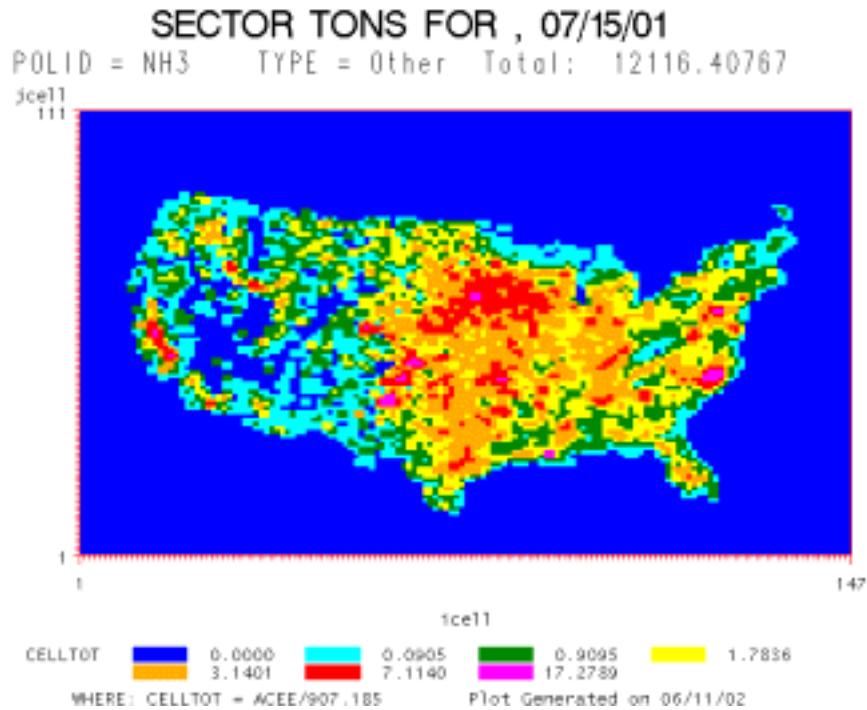 SECTOR TONS FOR , 07/15/01
POLID = NH3 TYPE = Other Total: 12116.40767
jcell
111
1
1 147
icell
CELLTOT 0.0000 0.0905 0.9095 1.7836
3.1401 7.1140 17.2789
WHERE: CELLTOT = ACEE/907.185 Plot Generated on 06/11/02